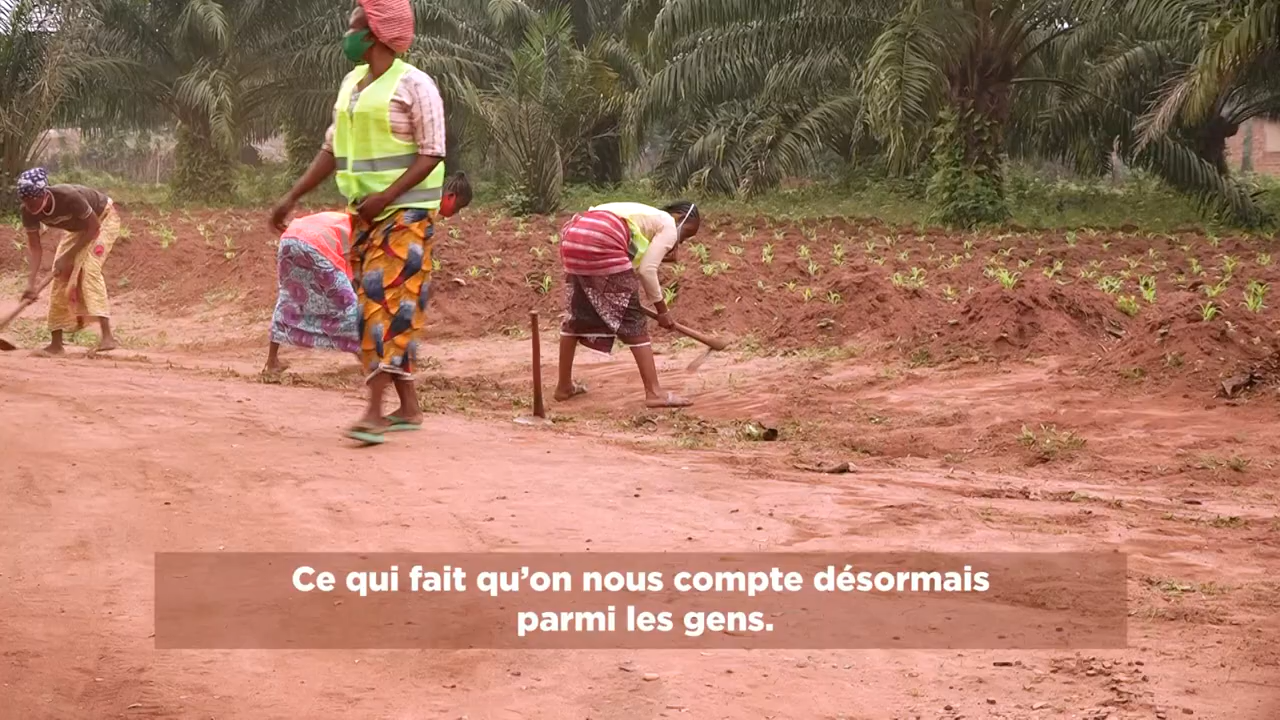 Ce qui fait qu’on nous compte désormais
parmi les gens.